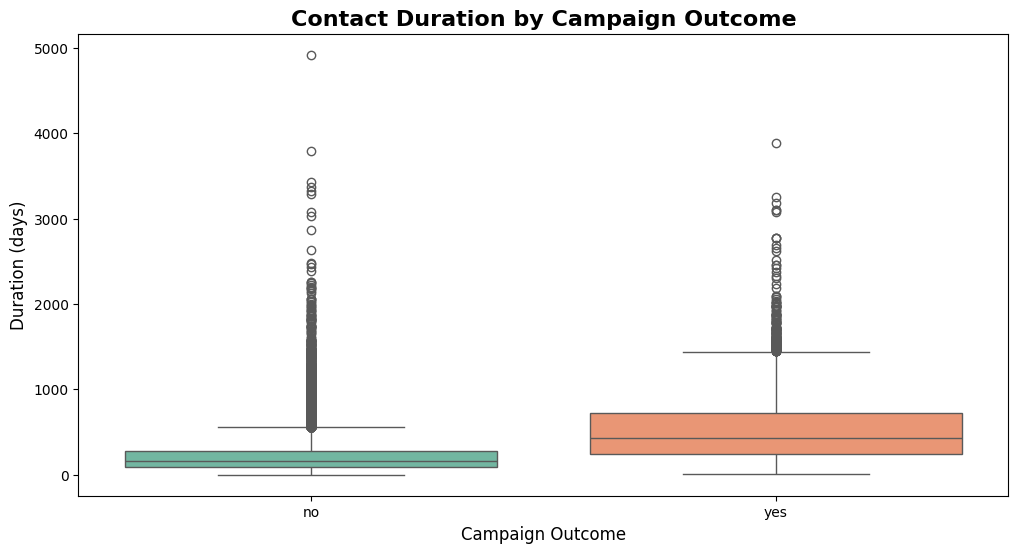 Contact Duration by Campaign Outcome
Duration (days)
5000
4000
3000
2000
1000
0
no
yes
Campaign Outcome